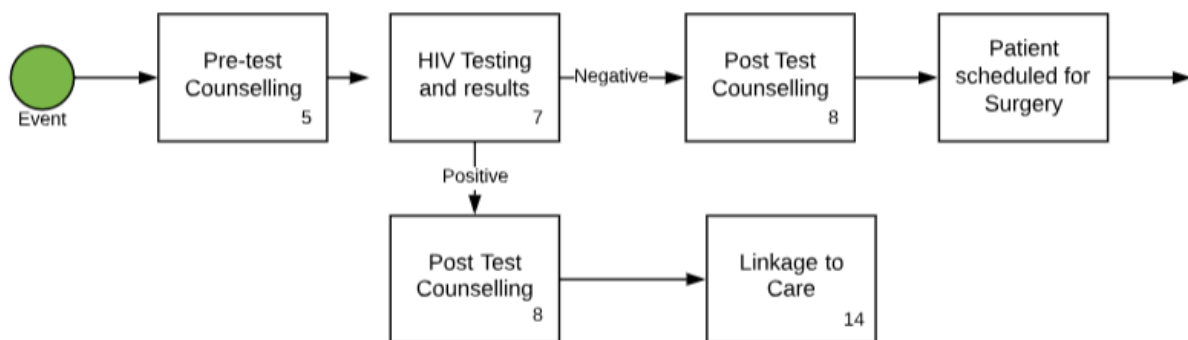 Event
Pre-test
Counselling
5
HIV Testing
and results
7
Negative
Post Test
Counselling
8
Patient
scheduled for
Surgery
Positive
Post Test
Counselling
8
Linkage to
Care
14